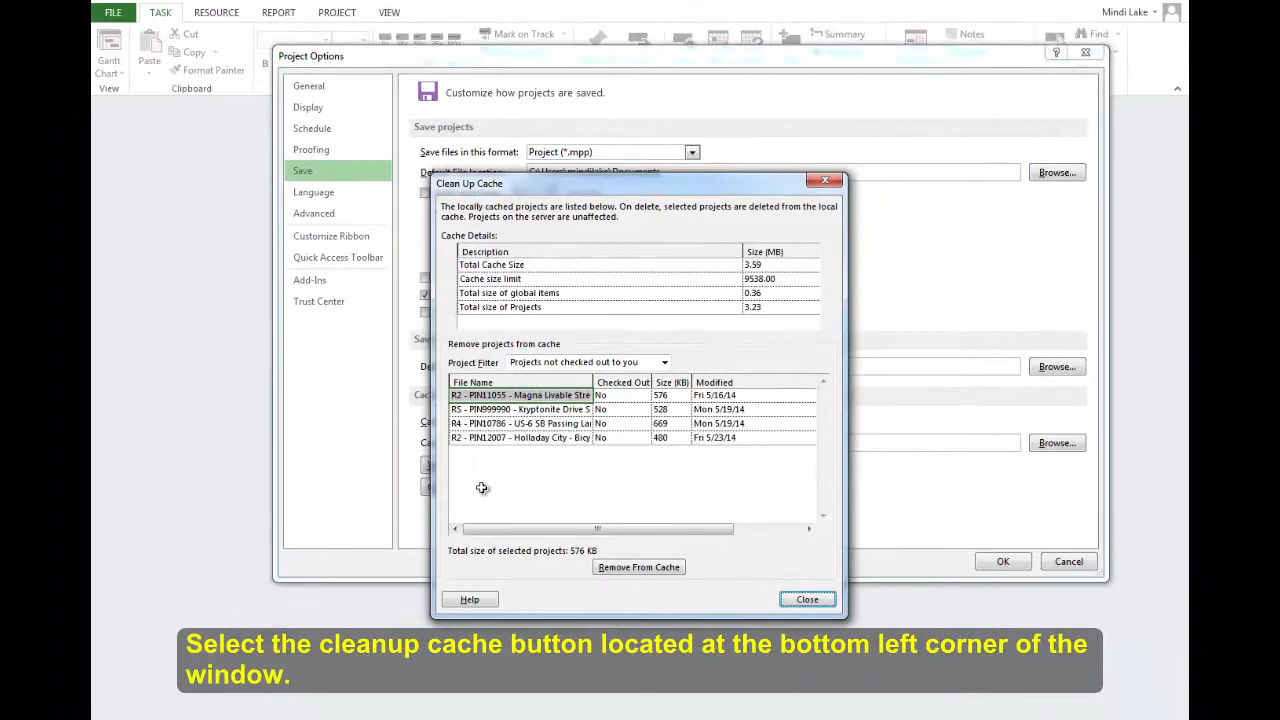 FILE TASK RESOURCE REPORT PROJECT VIEW Mindi Lake
Cut Mark on Track Summary Notes Find
Gantt Chart Paste Copy
Format Painter B
View Clipboard
Project Options
General
Display
Schedule
Proofing
Save
Language
Advanced
Customize Ribbon
Quick Access Toolbar
Add-Ins
Trust Center
Customize how projects are saved.
Save projects
Save files in this format: Project (*.mpp)
C:\Users\mindilake\Documents Browse...
Browse...
Browse...
OK Cancel
Clean Up Cache
The locally cached projects are listed below. On delete, selected projects are deleted from the local
cache. Projects on the server are unaffected.
Cache Details:
Description Size (MB)
Total Cache Size 3.59
Cache size limit 9538.00
Total size of global items 0.36
Total size of Projects 3.23
Remove projects from cache
Project Filter Projects not checked out to you
File Name Checked Out Size (KB) Modified
R2 - PIN11055 - Magna Livable Stre No 576 Fri 5/16/14
RS - PIN999990 - Kryptonite Drive S No 528 Mon 5/19/14
R4 - PIN10786 - US-6 SB Passing Lar No 669 Mon 5/19/14
R2 - PIN12007 - Holladay City - Bicy No 480 Fri 5/23/14
Total size of selected projects: 576 KB
Remove From Cache
Help Close
Select the cleanup cache button located at the bottom left corner of the
window.